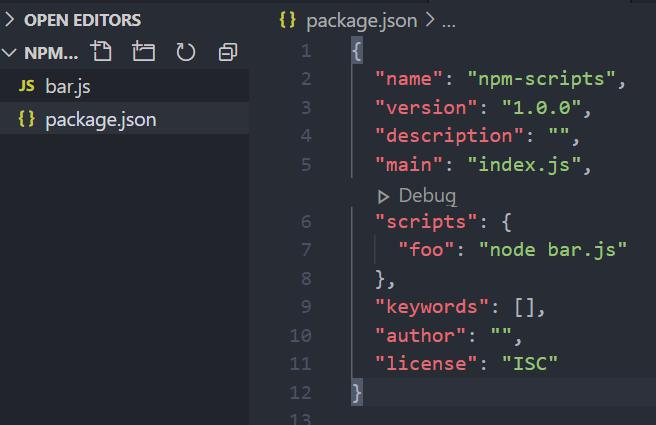 OPEN EDITORS
NPM...
JS bar.js
{} package.json
{} package.json > ...
1 {
2 "name": "npm-scripts",
3 "version": "1.0.0",
4 "description": "",
5 "main": "index.js",
Debug
6 "scripts": {
7 "foo": "node bar.js"
8 },
9 "keywords": [],
10 "author": "",
11 "license": "ISC"
12 }
13